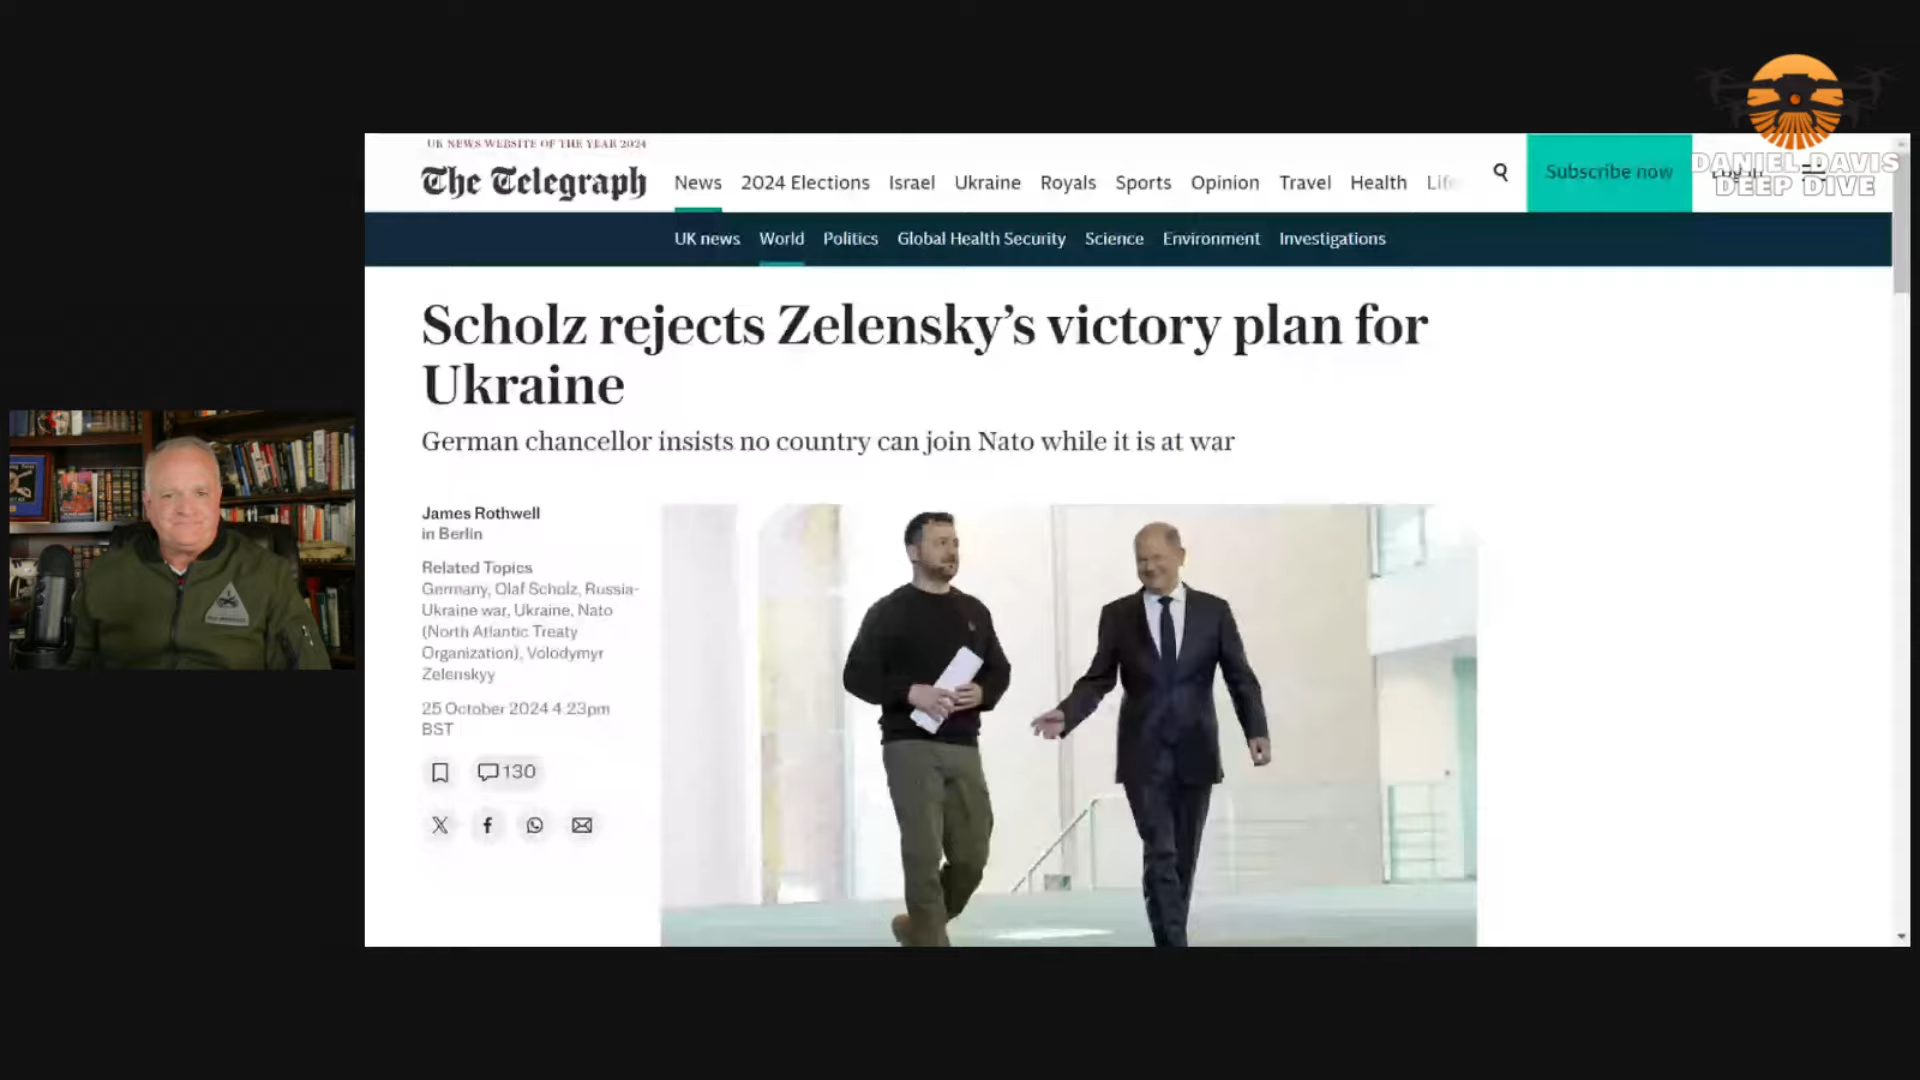 DANIEL DAVIS
DEEP DIVE
UK NEWS WEBSITE OF THE YEAR 2024
The Telegraph
News 2024 Elections Israel Ukraine Royals Sports Opinion Travel Health Life
Subscribe now
UK news World Politics Global Health Security Science Environment Investigations
Scholz rejects Zelensky’s victory plan for
Ukraine
German chancellor insists no country can join Nato while it is at war
James Rothwell
in Berlin
Related Topics
Germany, Olaf Scholz, Russia-
Ukraine war, Ukraine, Nato
(North Atlantic Treaty
Organization), Volodymyr
Zelenskyy
25 October 2024 4:23pm
BST
130